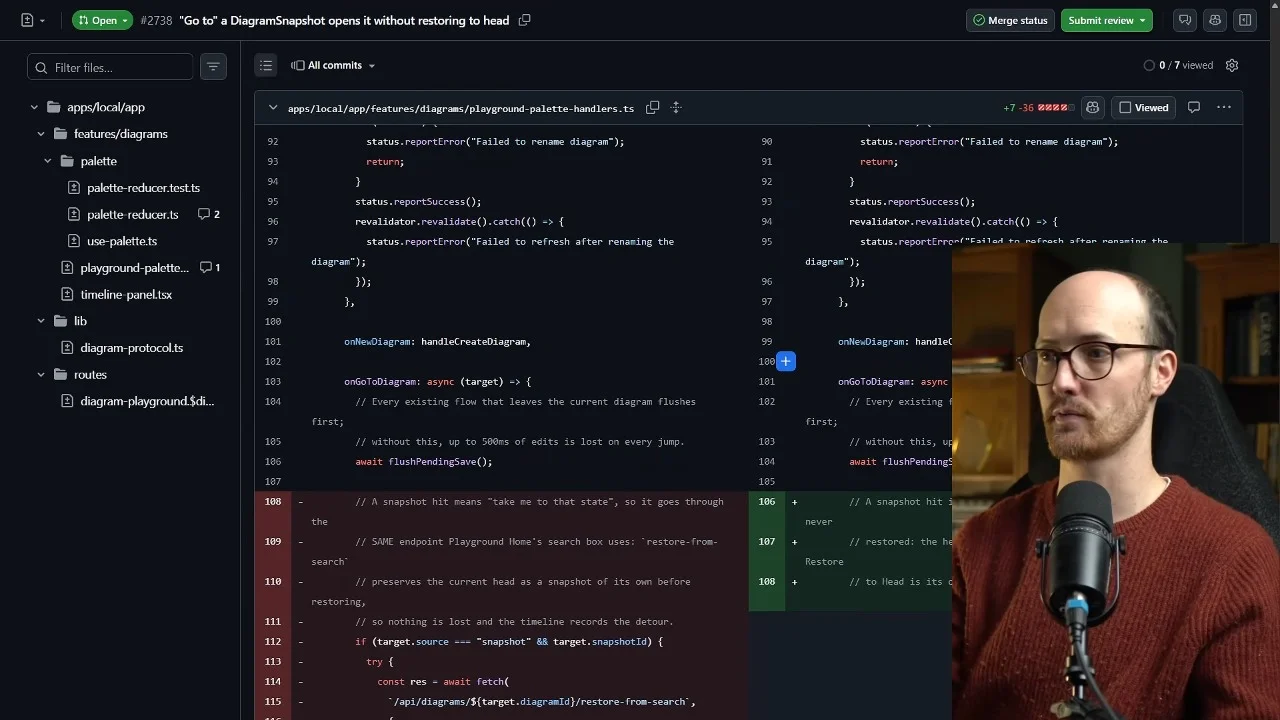 Open #2738 "Go to" a DiagramSnapshot opens it without restoring to head Merge status Submit review
Filter files...
All commits 0 / 7 viewed
apps/local/app
features/diagrams
palette
palette-reducer.test.ts
palette-reducer.ts 2
use-palette.ts
playground-palette... 1
timeline-panel.tsx
lib
diagram-protocol.ts
routes
diagram-playground.$di...
apps/local/app/features/diagrams/playground-palette-handlers.ts +7 -36 Viewed
92 status.reportError("Failed to rename diagram");
93 return;
94 }
95 status.reportSuccess();
96 revalidator.revalidate().catch(() => {
97 status.reportError("Failed to refresh after renaming the
diagram");
98 });
99 },
100
101 onNewDiagram: handleCreateDiagram,
102
103 onGoToDiagram: async (target) => {
104 // Every existing flow that leaves the current diagram flushes
first;
105 // without this, up to 500ms of edits is lost on every jump.
106 await flushPendingSave();
107
108 - // A snapshot hit means "take me to that state", so it goes through
the
109 - // SAME endpoint Playground Home's search box uses: `restore-from-
search`
110 - // preserves the current head as a snapshot of its own before
restoring,
111 - // so nothing is lost and the timeline records the detour.
112 - if (target.source === "snapshot" && target.snapshotId) {
113 - try {
114 - const res = await fetch(
115 - `/api/diagrams/${target.diagramId}/restore-from-search`,
90 status.reportError("Failed to rename diagram");
91 return;
92 }
93 status.reportSuccess();
94 revalidator.revalidate().catch(() => {
95 status.reportError("Failed to refresh after renaming the
diagram");
96 });
97 },
98
99 onNewDiagram: handleC
100
101 onGoToDiagram: async
102 // Every existing f
first;
103 // without this, up
104 await flushPendingS
105
106 + // A snapshot hit i
never
107 + // restored: the he
Restore
108 + // to Head is its o